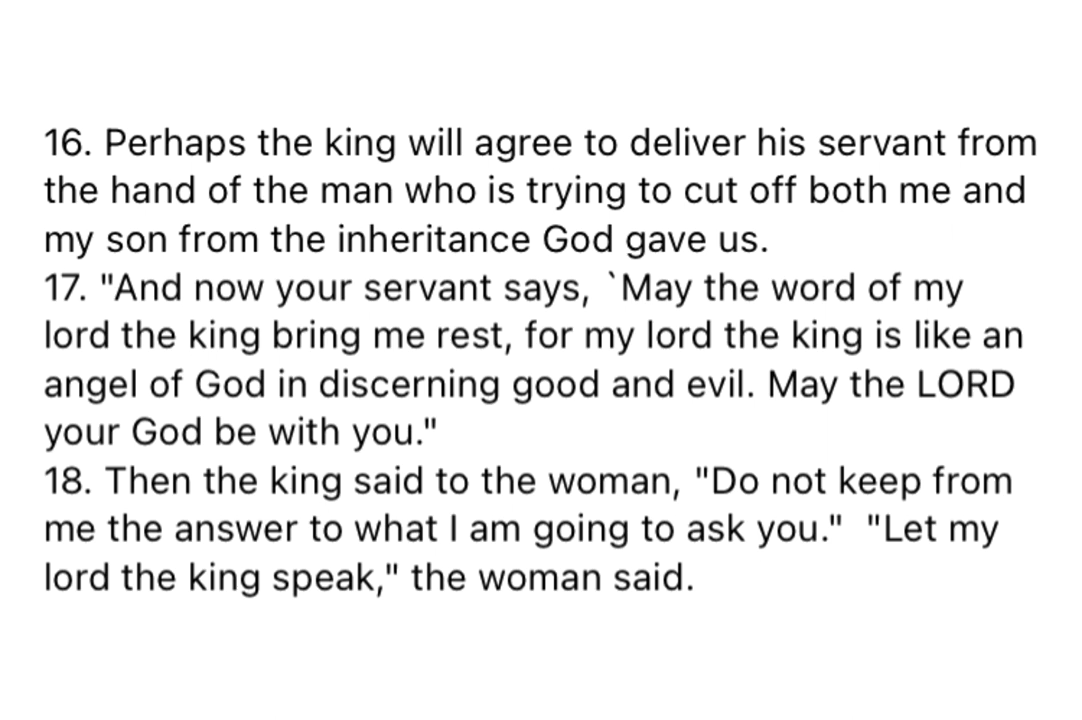 16. Perhaps the king will agree to deliver his servant from
the hand of the man who is trying to cut off both me and
my son from the inheritance God gave us.
17. "And now your servant says, `May the word of my
lord the king bring me rest, for my lord the king is like an
angel of God in discerning good and evil. May the LORD
your God be with you."
18. Then the king said to the woman, "Do not keep from
me the answer to what I am going to ask you."  "Let my
lord the king speak," the woman said.